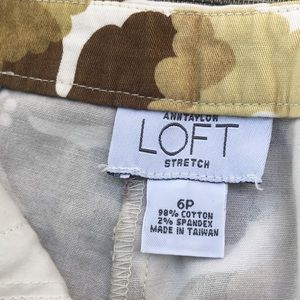 ANNTAYLOR
LOFT
STRETCH
6P
98% COTTON
2% SPANDEX
MADE IN TAIWAN